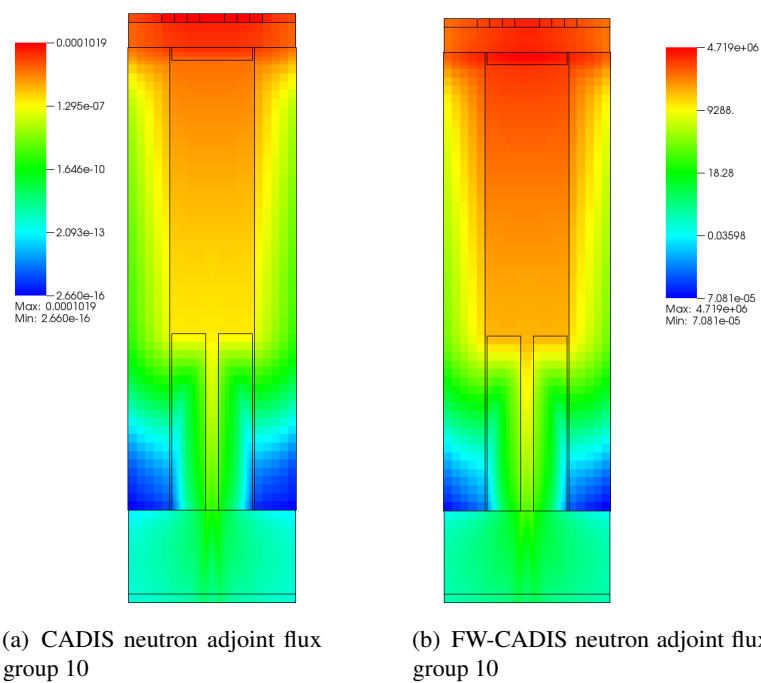 0.0001019
1.295e-07
1.646e-10
2.093e-13
2.660e-16
Max: 0.0001019
Min: 2.660e-16
4.719e+06
9288.
18.28
0.03598
7.081e-05
Max: 4.719e+06
Min: 7.081e-05
(a) CADIS neutron adjoint flux
group 10
(b) FW-CADIS neutron adjoint flux
group 10